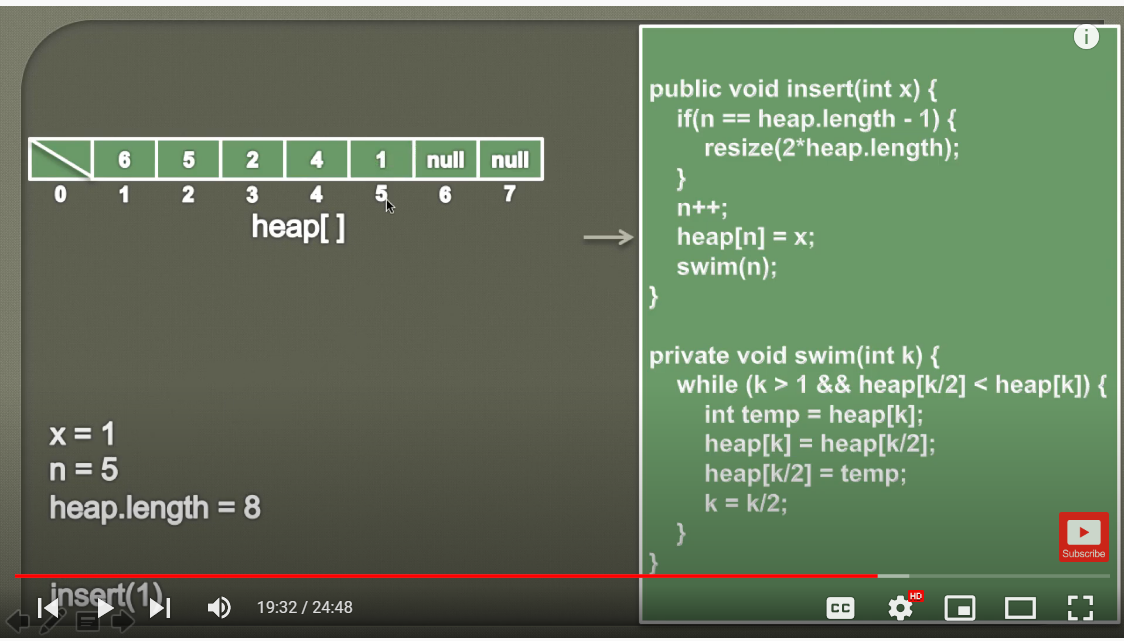 6 5 2 4 1 null null
0 1 2 3 4 5 6 7
heap[ ]
x = 1
n = 5
heap.length = 8
insert(1)
public void insert(int x) {
if(n == heap.length - 1) {
resize(2*heap.length);
}
n++;
heap[n] = x;
swim(n);
}
private void swim(int k) {
while (k > 1 && heap[k/2] < heap[k]) {
int temp = heap[k];
heap[k] = heap[k/2];
heap[k/2] = temp;
k = k/2;
}
}
i
Subscribe
19:32 / 24:48
CC
HD